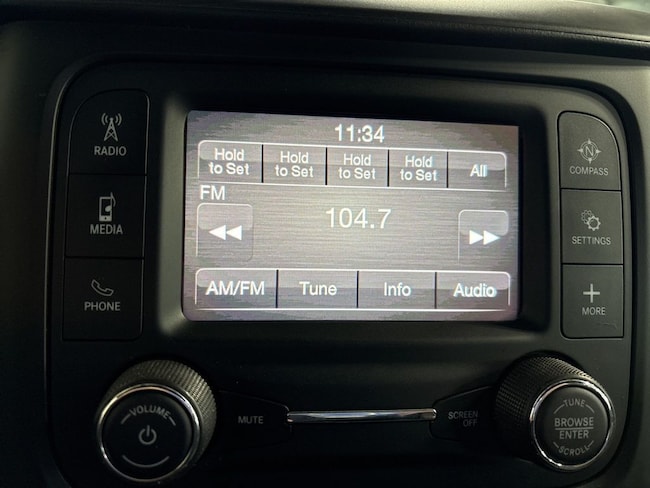 11:34
Hold to Set
Hold to Set
Hold to Set
Hold to Set
All
FM
104.7
AM/FM
Tune
Info
Audio
RADIO
MEDIA
PHONE
N
COMPASS
SETTINGS
MORE
VOLUME
MUTE
SCREEN
OFF
TUNE
BROWSE
ENTER
SCROLL